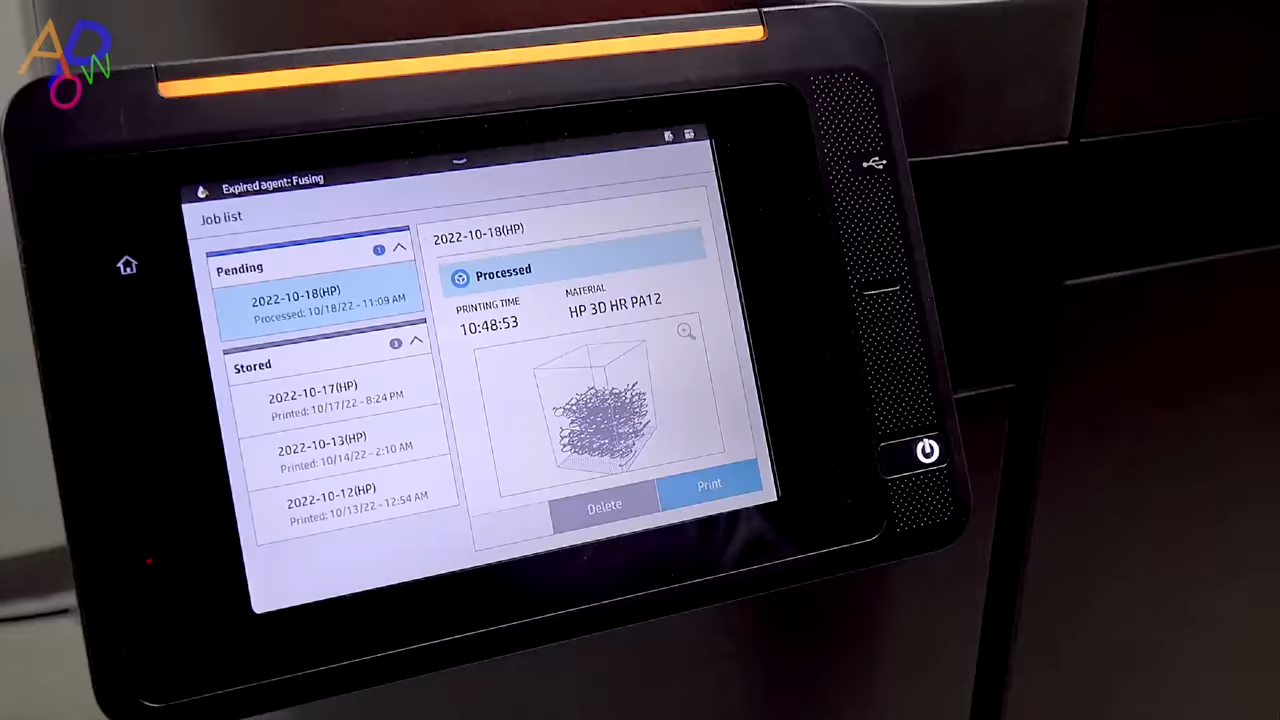 ADOW
Expired agent: Fusing
Job list
Pending
1
2022-10-18(HP)
Processed: 10/18/22 - 11:09 AM
Stored
3
2022-10-17(HP)
Printed: 10/17/22 - 8:24 PM
2022-10-13(HP)
Printed: 10/14/22 - 2:10 AM
2022-10-12(HP)
Printed: 10/13/22 - 12:54 AM
2022-10-18(HP)
Processed
PRINTING TIME
10:48:53
MATERIAL
HP 3D HR PA12
Delete
Print